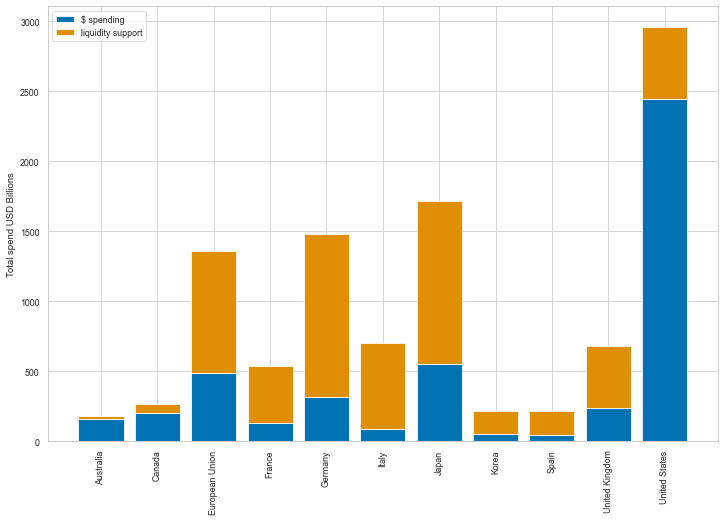 $ spending
liquidity support
Total spend USD Billions
3000
2500
2000
1500
1000
500
0
Australia
Canada
European Union
France
Germany
Italy
Japan
Korea
Spain
United Kingdom
United States